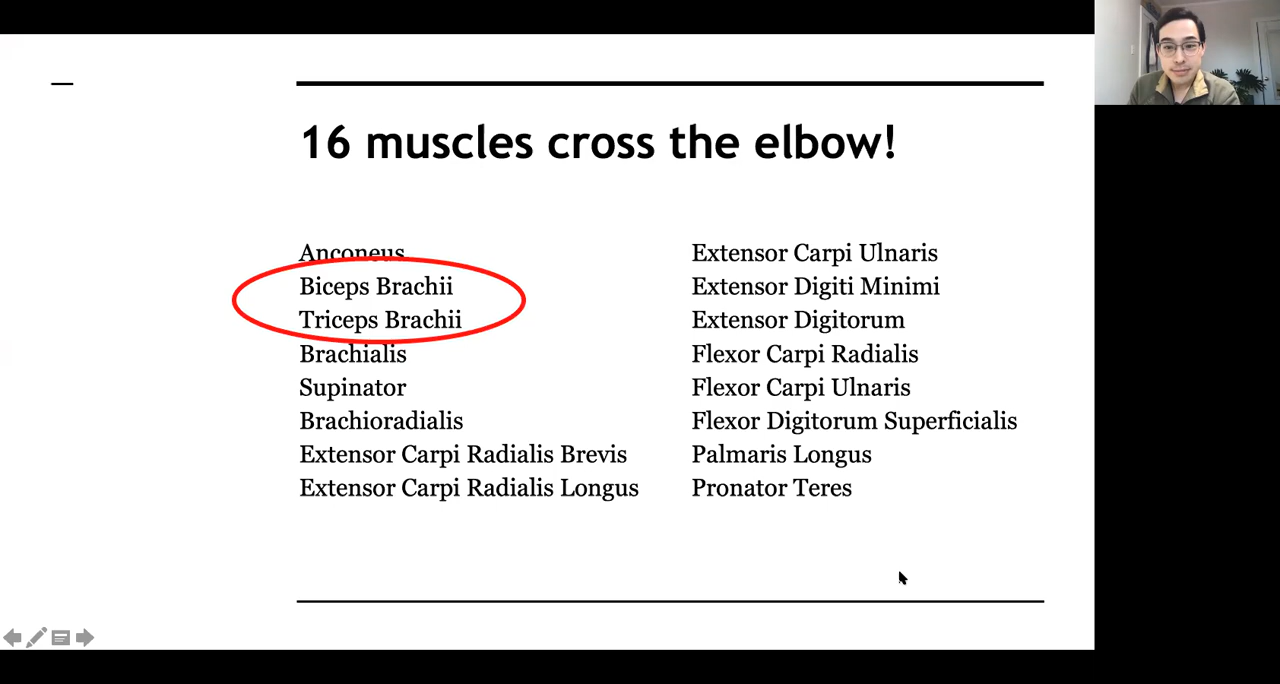 16 muscles cross the elbow!
Anconeus
Biceps Brachii
Triceps Brachii
Brachialis
Supinator
Brachioradialis
Extensor Carpi Radialis Brevis
Extensor Carpi Radialis Longus
Extensor Carpi Ulnaris
Extensor Digiti Minimi
Extensor Digitorum
Flexor Carpi Radialis
Flexor Carpi Ulnaris
Flexor Digitorum Superficialis
Palmaris Longus
Pronator Teres